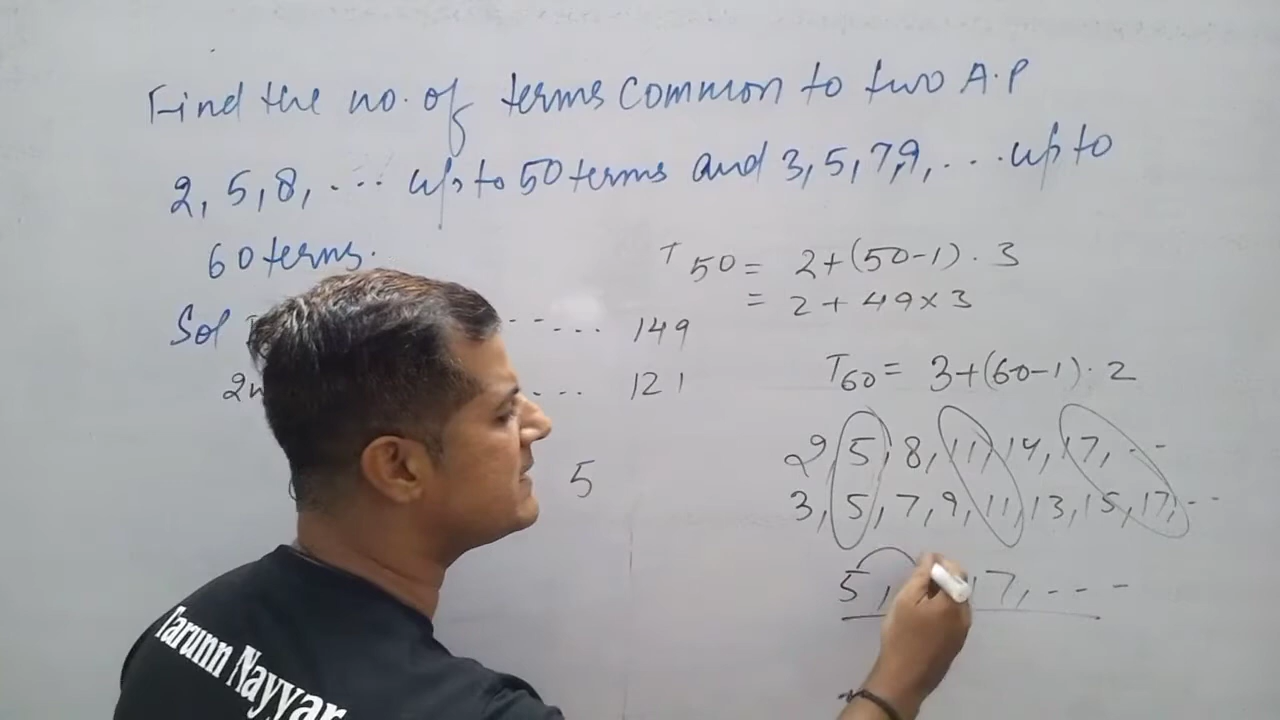 Find the no. of terms common to two A.P
2, 5, 8, ... up to 50 terms and 3, 5, 7, 9, ... up to
60 terms.
T50 = 2+(50-1).3
= 2 + 49×3
Sol ..... 149
T60 = 3+(60-1).2
... 121
2, 5, 8, 11, 14, 17, ...
5
3, 5, 7, 9, 11, 13, 15, 17, ...
5, 17, ----
Tarunn Nayyar